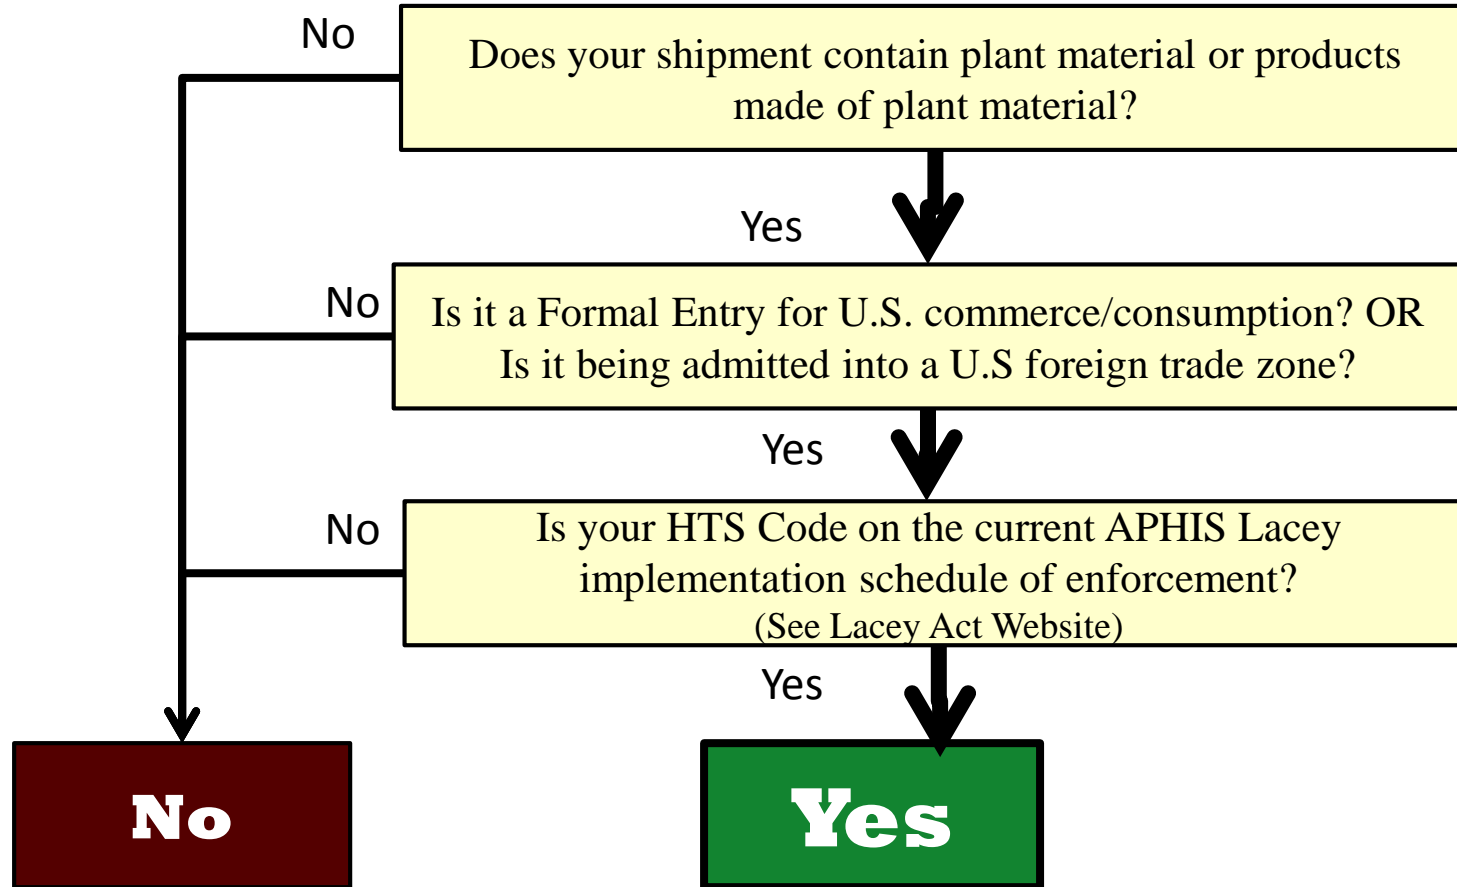 No
Does your shipment contain plant material or products
made of plant material?
Yes
No
Is it a Formal Entry for U.S. commerce/consumption? OR
Is it being admitted into a U.S foreign trade zone?
Yes
No
Is your HTS Code on the current APHIS Lacey
implementation schedule of enforcement?
(See Lacey Act Website)
Yes
No
Yes